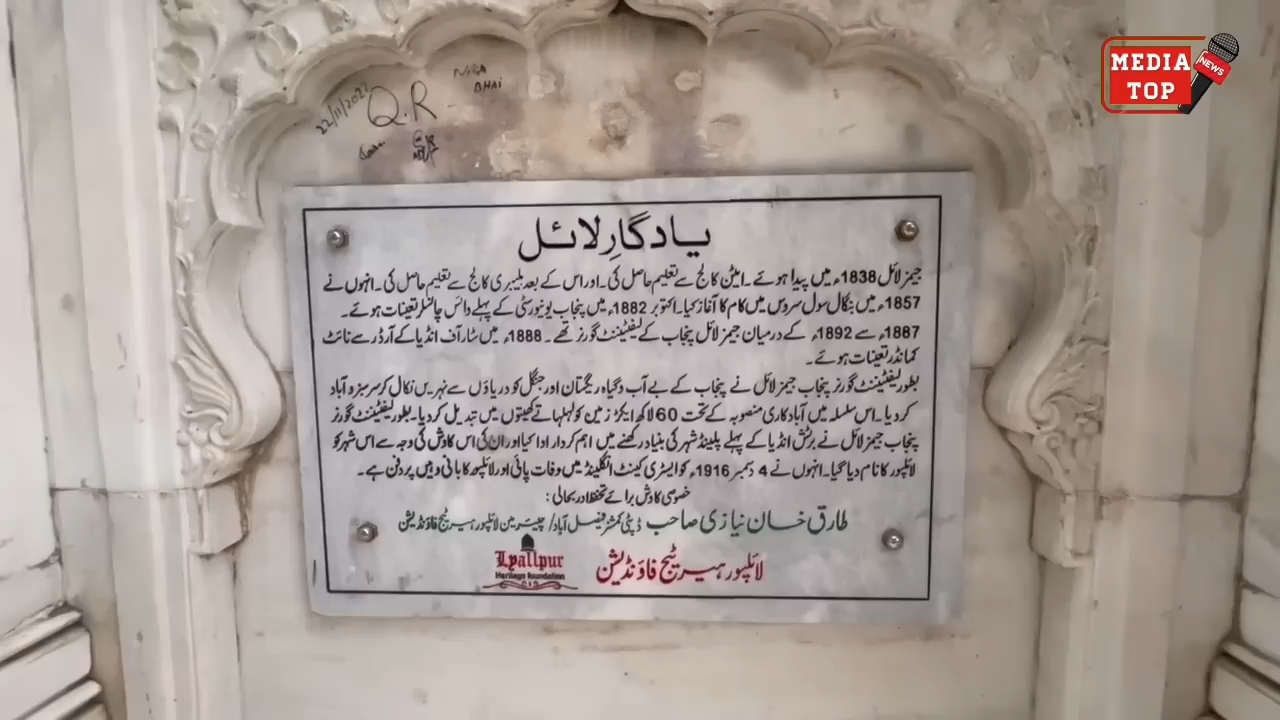 MEDIA
TOP
NEWS
22/11/2022
Q.R
BHAI
یادگارِ لائل
جیمز لائل 1838ء میں پیدا ہوئے۔ ایٹن کالج سے تعلیم حاصل کی۔ اور اس کے بعد ہلیبری کالج سے تعلیم حاصل کی۔ انہوں نے
1857ء میں بنگال سول سروس میں کام کا آغاز کیا۔ اکتوبر 1882ء میں پنجاب یونیورسٹی کے پہلے وائس چانسلر تعینات ہوئے۔
1887ء سے 1892ء کے درمیان جیمز لائل پنجاب کے لیفٹیننٹ گورنر تھے۔ 1888ء میں سٹار آف انڈیا کے آرڈر سے نائٹ
کمانڈر تعینات ہوئے۔
بطور لیفٹیننٹ گورنر پنجاب جیمز لائل نے پنجاب کے بے آب و گیاہ ریگستان اور جنگل کو دریاؤں سے نہریں نکال کر سرسبز و آباد
کر دیا۔ اس سلسلہ میں آبادکاری منصوبہ کے تحت 60 لاکھ ایکڑ زمین کو لہلہاتے کھیتوں میں تبدیل کر دیا۔ بطور لیفٹیننٹ گورنر
پنجاب جیمز لائل نے برٹش انڈیا کے پہلے پلینڈ شہر کی بنیاد رکھنے میں اہم کردار ادا کیا اور ان کی اس کاوش کی وجہ سے اس شہر کو
لائلپور کا نام دیا گیا۔ انہوں نے 4 دسمبر 1916ء کو ایسٹری کینٹ انگلینڈ میں وفات پائی اور لائلپور کا بانی وہیں پر دفن ہے۔
خصوصی کاوش برائے تحفظ اور بحالی:
طارق خان نیازی صاحب ڈپٹی کمشنر فیصل آباد/ چیئرمین لائلپور ہیریٹیج فاؤنڈیشن
Lyallpur
Heritage foundation
لائلپور ہیریٹیج فاؤنڈیشن